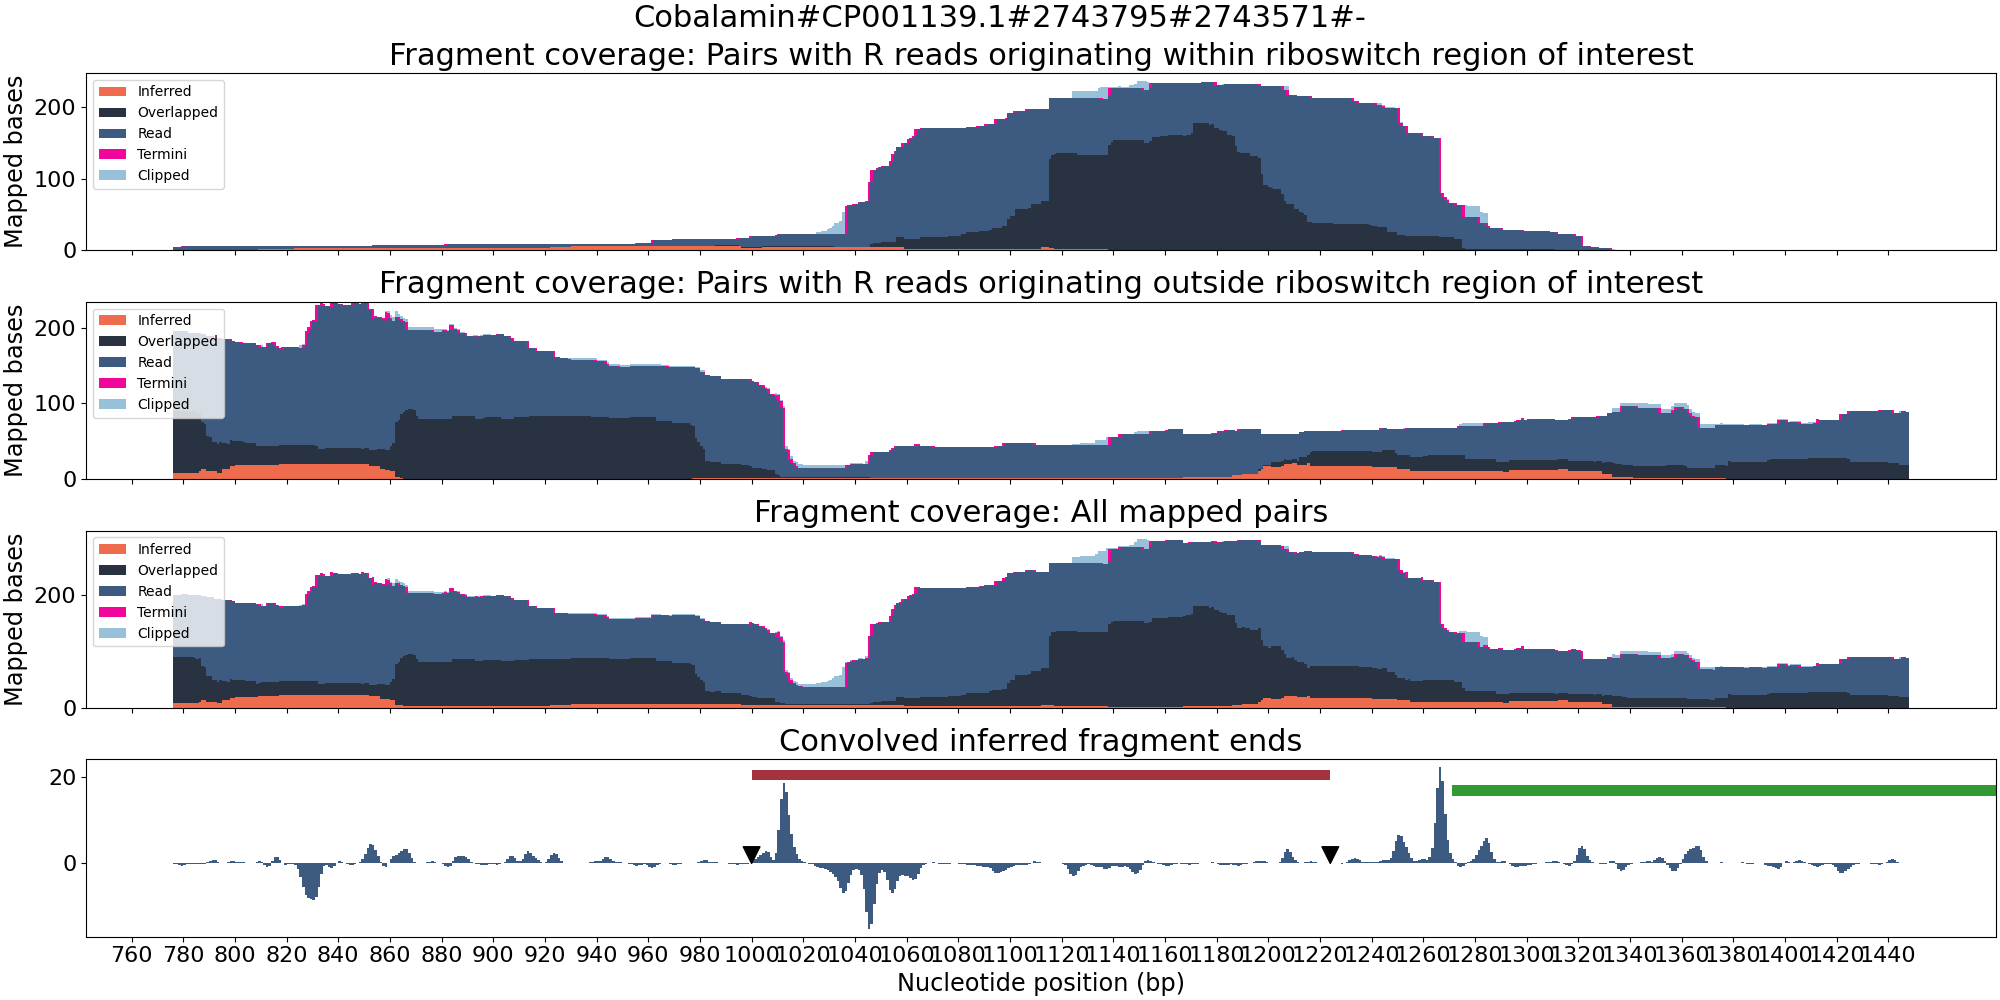 Cobalamin#CP001139.1#2743795#2743571#-
Fragment coverage: Pairs with R reads originating within riboswitch region of interest
Mapped bases
200
100
0
Inferred
Overlapped
Read
Termini
Clipped
Fragment coverage: Pairs with R reads originating outside riboswitch region of interest
Mapped bases
200
100
0
Inferred
Overlapped
Read
Termini
Clipped
Fragment coverage: All mapped pairs
Mapped bases
200
0
Inferred
Overlapped
Read
Termini
Clipped
Convolved inferred fragment ends
20
0
760 780 800 820 840 860 880 900 920 940 960 980 1000 1020 1040 1060 1080 1100 1120 1140 1160 1180 1200 1220 1240 1260 1280 1300 1320 1340 1360 1380 1400 1420 1440
Nucleotide position (bp)